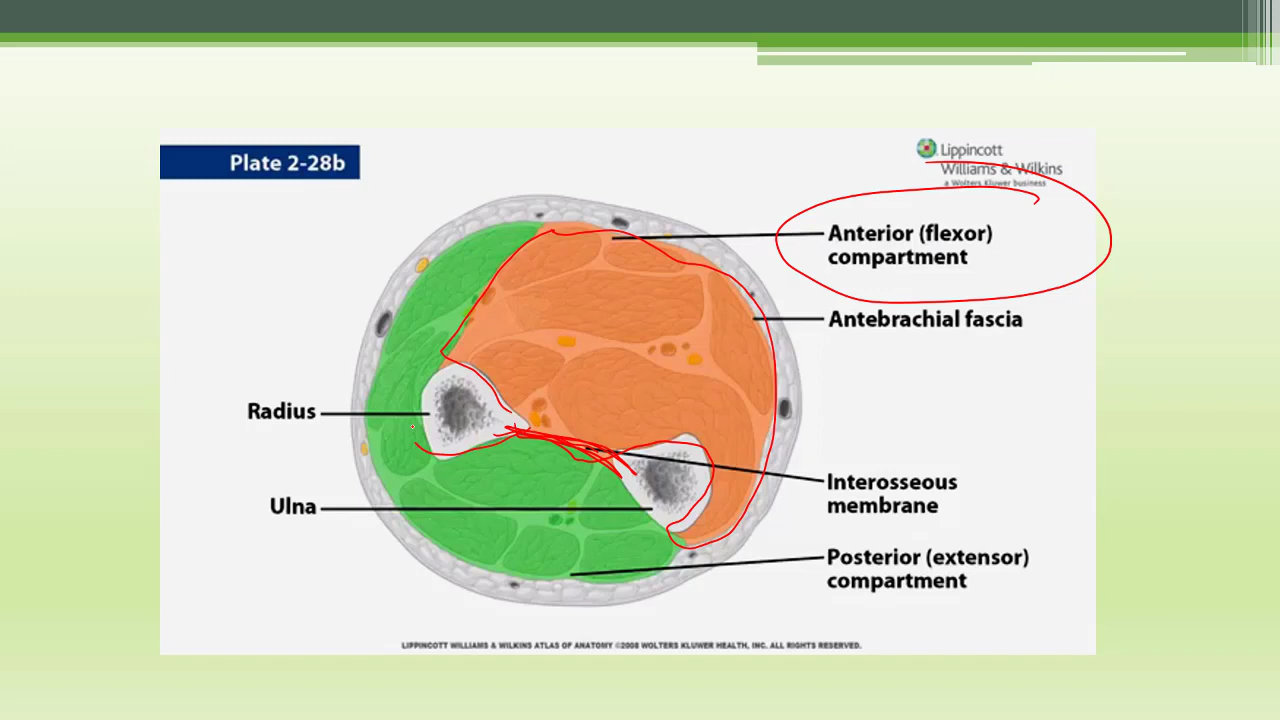 Plate 2-28b
Lippincott
Williams & Wilkins
a Wolters Kluwer business
Anterior (flexor)
compartment
Antebrachial fascia
Radius
Interosseous
membrane
Ulna
Posterior (extensor)
compartment
LIPPINCOTT WILLIAMS & WILKINS ATLAS OF ANATOMY ©2008 WOLTERS KLUWER HEALTH, INC. ALL RIGHTS RESERVED.